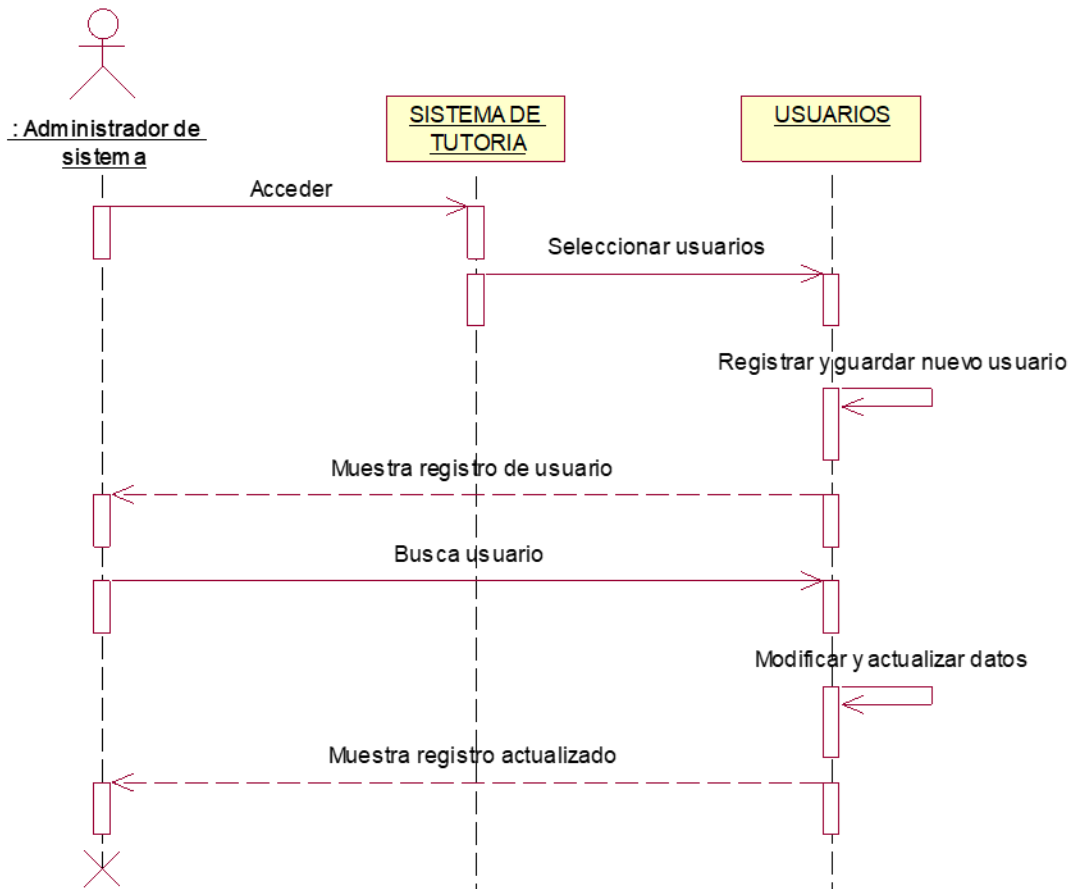 : Administrador de
sistema
SISTEMA DE
TUTORIA
USUARIOS
Acceder
Seleccionar usuarios
Registrar y guardar nuevo usuario
Muestra registro de usuario
Busca usuario
Modificar y actualizar datos
Muestra registro actualizado